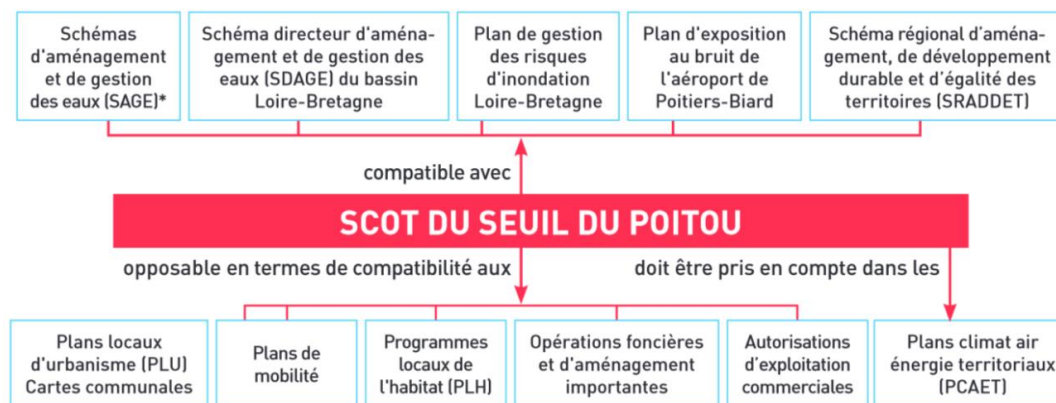 Schémas
d'aménagement
et de gestion
des eaux (SAGE)*
Schéma directeur d'aména-
gement et de gestion des
eaux (SDAGE) du bassin
Loire-Bretagne
Plan de gestion
des risques
d'inondation
Loire-Bretagne
Plan d'exposition
au bruit de
l'aéroport de
Poitiers-Biard
Schéma régional d'aména-
gement, de développement
durable et d'égalité des
territoires (SRADDET)
compatible avec
SCOT DU SEUIL DU POITOU
opposable en termes de compatibilité aux
doit être pris en compte dans les
Plans locaux
d'urbanisme (PLU)
Cartes communales
Plans de
mobilité
Programmes
locaux de
l'habitat (PLH)
Opérations foncières
et d'aménagement
importantes
Autorisations
d'exploitation
commerciales
Plans climat air
énergie territoriaux
(PCAET)